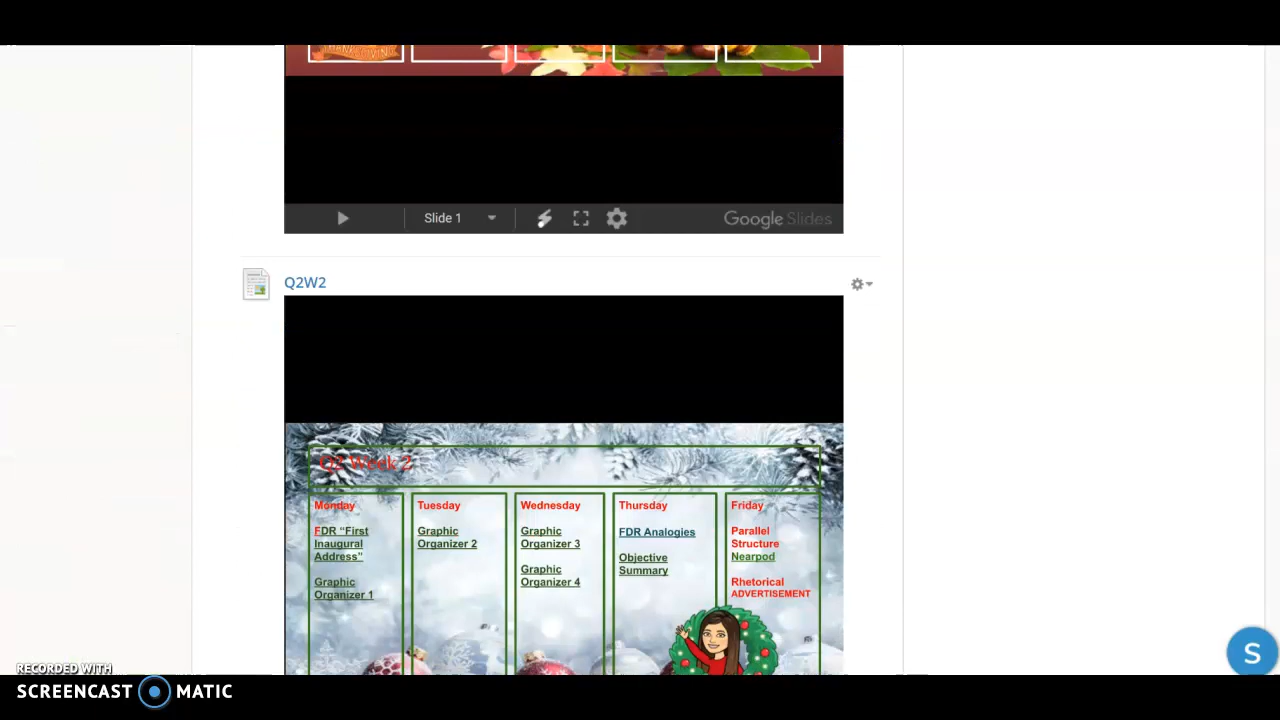 THANKSGIVING
Slide 1
Google Slides
Q2W2
Q2 Week 2
Monday
FDR “First
Inaugural
Address”
Graphic
Organizer 1
Tuesday
Graphic
Organizer 2
Wednesday
Graphic
Organizer 3
Graphic
Organizer 4
Thursday
FDR Analogies
Objective
Summary
Friday
Parallel
Structure
Nearpod
Rhetorical
ADVERTISEMENT
S
RECORDED WITH
SCREENCAST MATIC